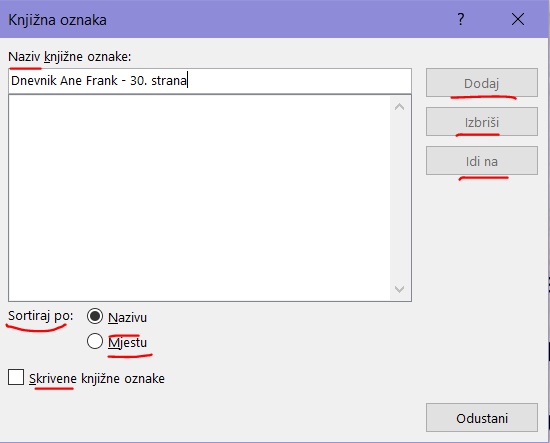 Knjižna oznaka
Naziv knjižne oznake:
Dnevnik Ane Frank - 30. strana
Dodaj
Izbriši
Idi na
Sortiraj po:
Nazivu
Mjestu
Skrivene knjižne oznake
Odustani